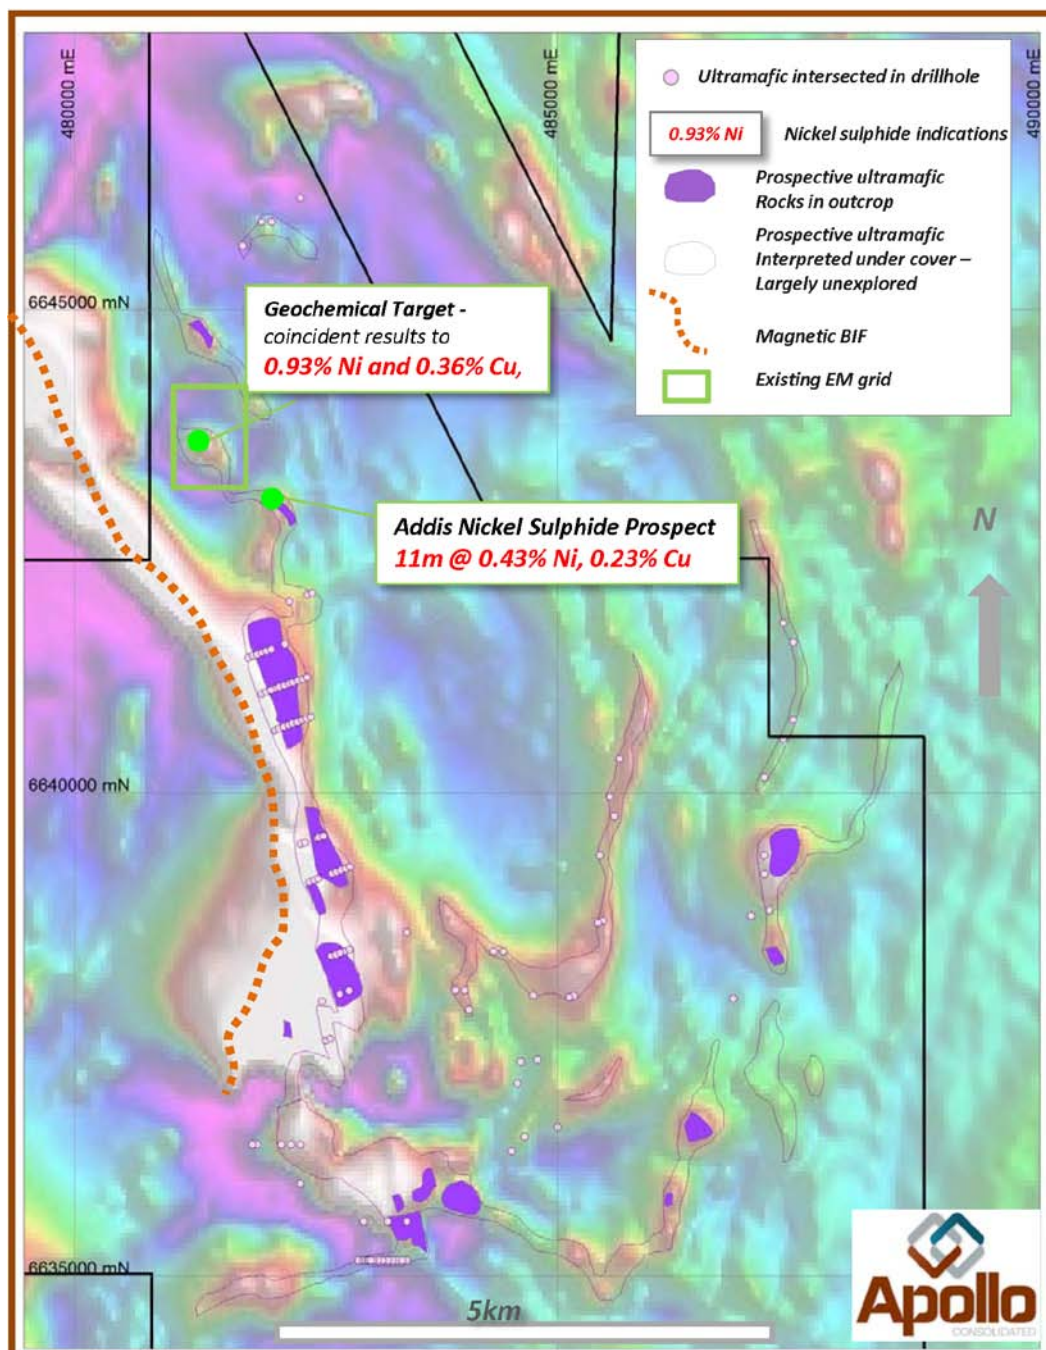 480000 mE
485000 mE
490000 mE
Ultramafic intersected in drillhole
0.93% Ni
Nickel sulphide indications
Prospective ultramafic
Rocks in outcrop
Prospective ultramafic
Interpreted under cover –
Largely unexplored
Magnetic BIF
Existing EM grid
6645000 mN
Geochemical Target -
coincident results to
0.93% Ni and 0.36% Cu,
Addis Nickel Sulphide Prospect
11m @ 0.43% Ni, 0.23% Cu
N
6640000 mN
6635000 mN
5km
Apollo
CONSOLIDATED